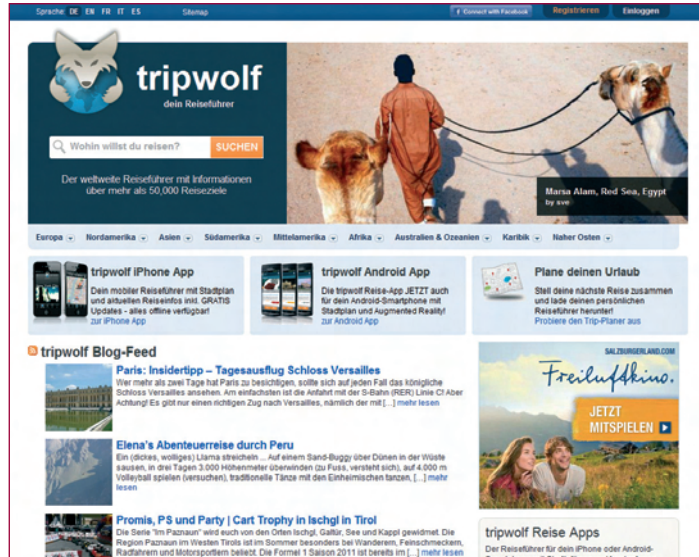 Sprache: DE EN FR IT ES
Sitemap
Connect with Facebook
Registrieren
Einloggen
tripwolf
dein Reiseführer
Wohin willst du reisen?
SUCHEN
Der weltweite Reiseführer mit Informationen
über mehr als 50,000 Reiseziele
Marsa Alam, Red Sea, Egypt
by sve
Europa Nordamerika Asien Südamerika Mittelamerika Afrika Australien & Ozeanien Karibik Naher Osten
tripwolf iPhone App
Dein mobiler Reiseführer mit Stadtplan
und aktuellen Reiseinfos inkl. GRATIS
Updates - alles offline verfügbar!
zur iPhone App
tripwolf Android App
Die tripwolf Reise-App JETZT auch
für dein Android-Smartphone mit
Stadtplan und Augmented Reality!
zur Android App
Plane deinen Urlaub
Stell deine nächste Reise zusammen
und lade deinen persönlichen
Reiseführer herunter!
Probiere den Trip-Planer aus
tripwolf Blog-Feed
Paris: Insidertipp – Tagesausflug Schloss Versailles
Wer mehr als zwei Tage hat Paris zu besichtigen, sollte sich auf jeden Fall das königliche
Schloss Versailles ansehen. Am einfachsten ist die Anfahrt mit der S-Bahn (RER) Linie C! Aber
Achtung! Es gibt nur einen richtigen Zug nach Versailles, nämlich der mit [...] mehr lesen
Elena's Abenteuerreise durch Peru
Ein (dickes, wolliges) Llama streicheln ... Auf einem Sand-Buggy über Dünen in der Wüste
sausen, in drei Tagen 3.000 Höhenmeter überwinden (zu Fuss, versteht sich), auf 4.000 m
Volleyball spielen (versuchen), traditionelle Tänze mit den Einheimischen tanzen, [...] mehr
lesen
Promis, PS und Party | Cart Trophy in Ischgl in Tirol
Die Serie "Im Paznaun" wird euch von den Orten Ischgl, Galtür, See und Kappl gewidmet. Die
Region Paznaun im Westen Tirols ist im Sommer besonders bei Wanderern, Feinschmeckern,
Radfahrern und Motorsportlern beliebt. Die Formel 1 Saison 2011 ist bereits im [...] mehr lesen
SALZBURGERLAND.COM
Freiluftkino.
JETZT
MITSPIELEN
tripwolf Reise Apps
Der Reiseführer für dein iPhone oder Android-